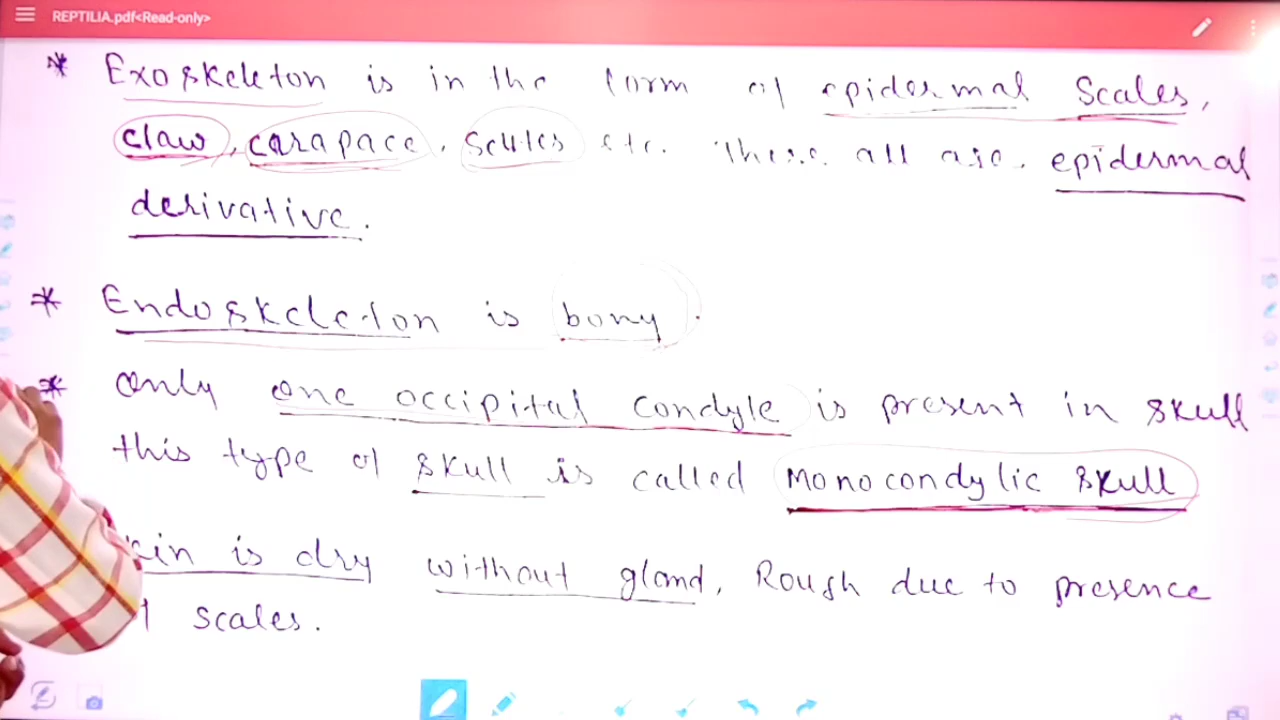 REPTILIA.pdf<Read-only>
* Exoskeleton is in the form of epidermal Scales,
claw, carapace, scutes etc. These all are. epidermal
derivative.
* Endoskeleton is bony.
* Only one occipital condyle is present in skull
this type of skull is called Monocondylic skull
kin is dry without gland, Rough due to presence
scales.